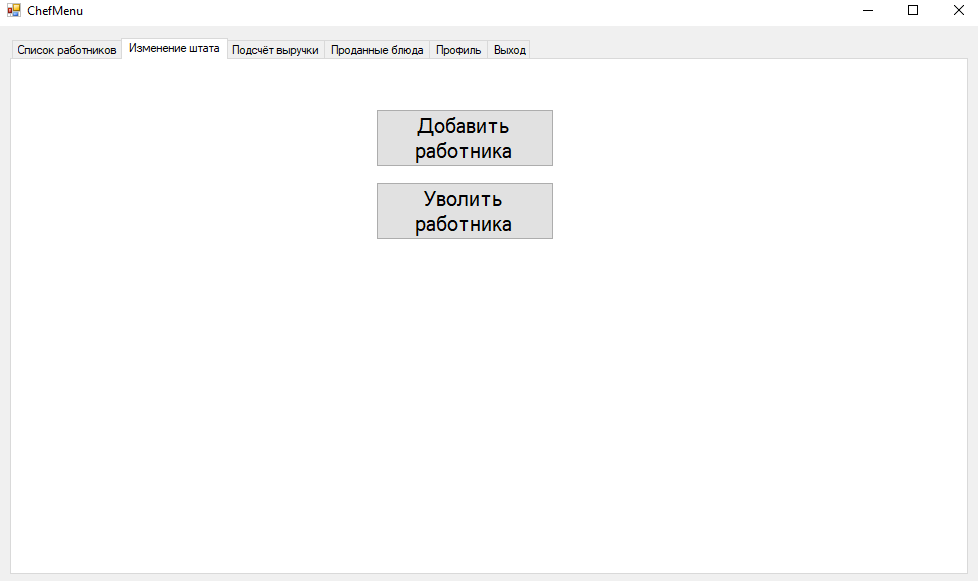 ChefMenu
Список работников Изменение штата Подсчёт выручки Проданные блюда Профиль Выход
Добавить
работника
Уволить
работника